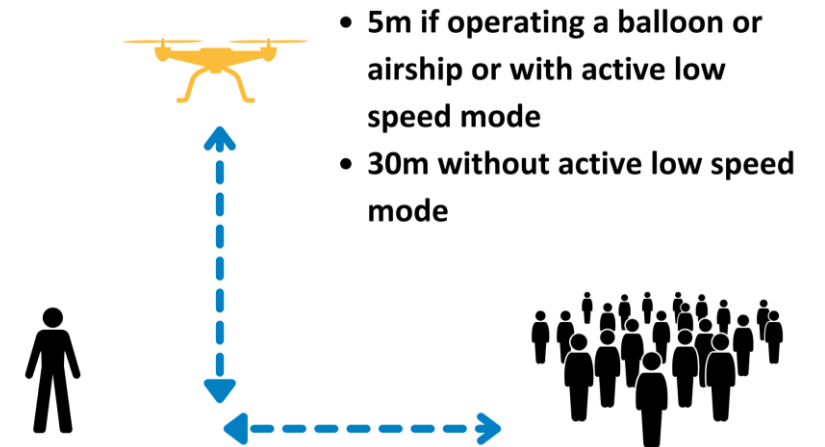 • 5m if operating a balloon or
airship or with active low
speed mode
• 30m without active low speed
mode